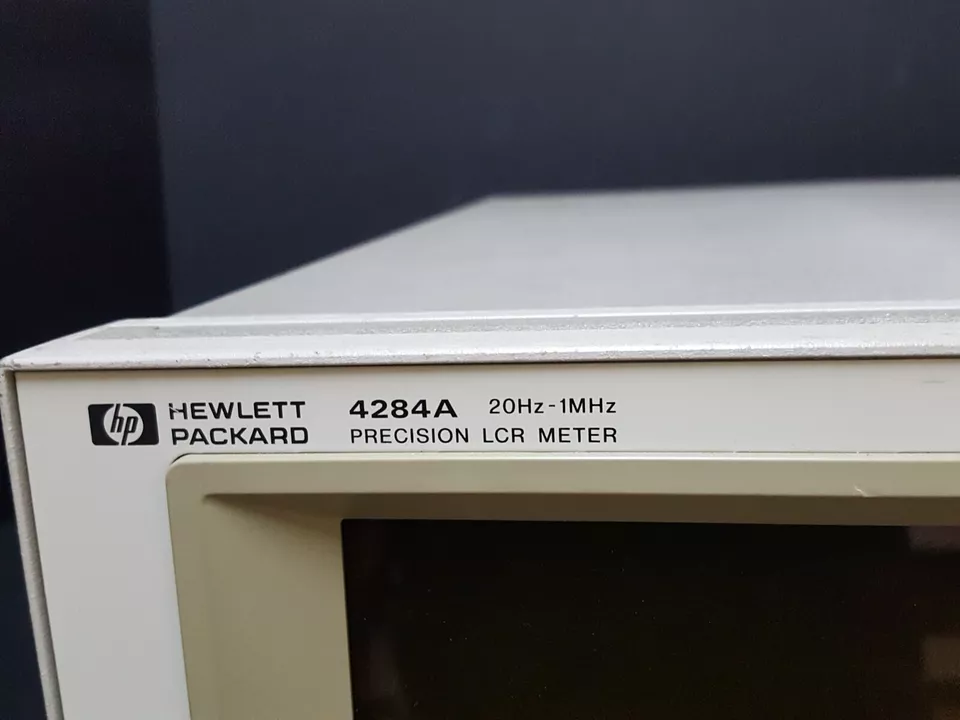 hp HEWLETT PACKARD
4284A 20Hz-1MHz
PRECISION LCR METER